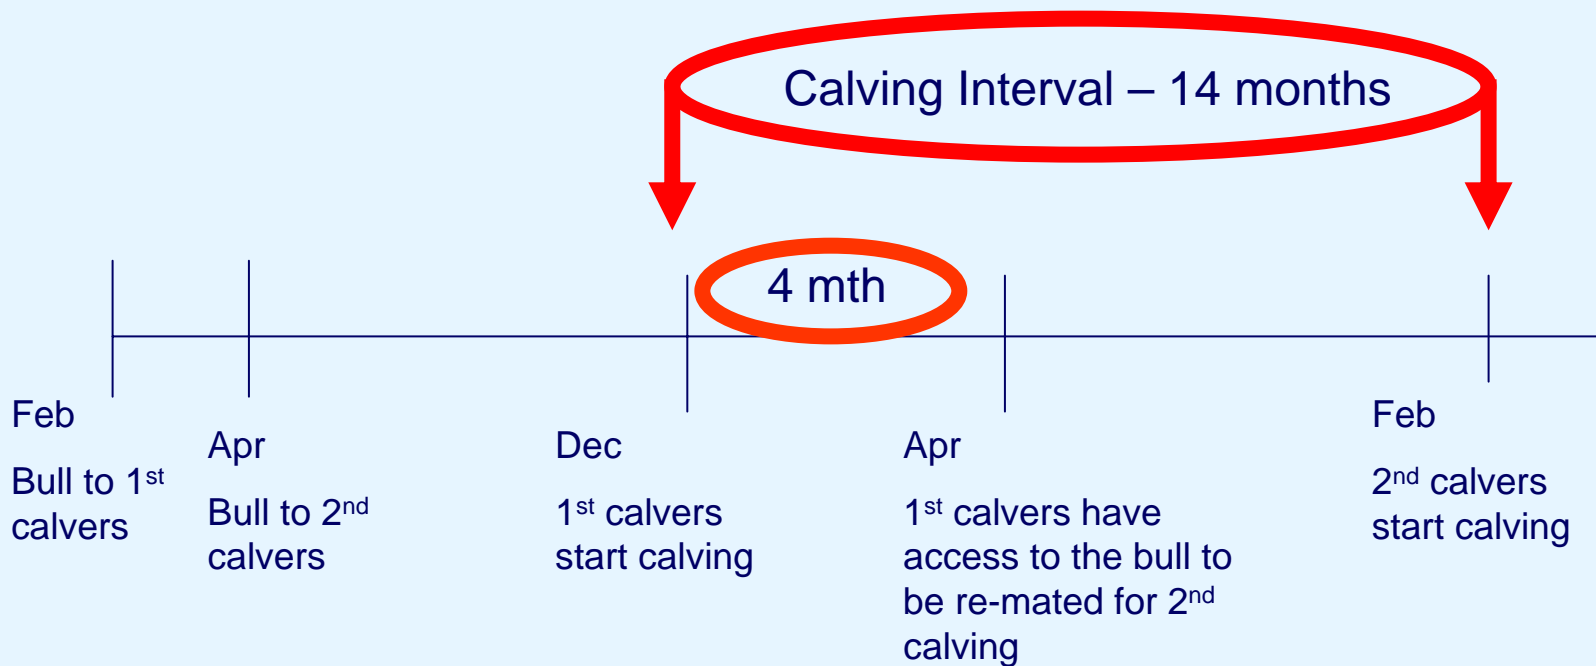 Calving Interval – 14 months
4 mth
Feb
Bull to 1st
calvers
Apr
Bull to 2nd
calvers
Dec
1st calvers
start calving
Apr
1st calvers have
access to the bull to
be re-mated for 2nd
calving
Feb
2nd calvers
start calving